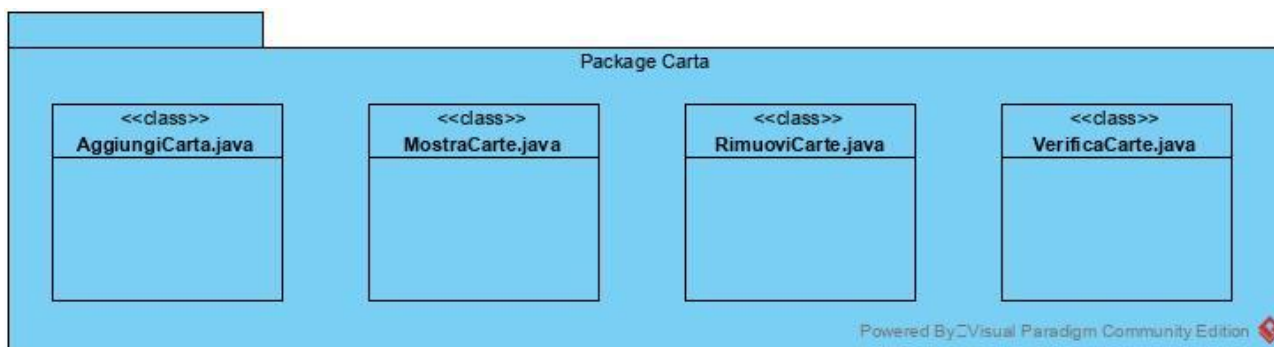 Package Carta
<<class>>
AggiungiCarta.java
<<class>>
MostraCarte.java
<<class>>
RimuoviCarte.java
<<class>>
VerificaCarte.java
Powered By Visual Paradigm Community Edition